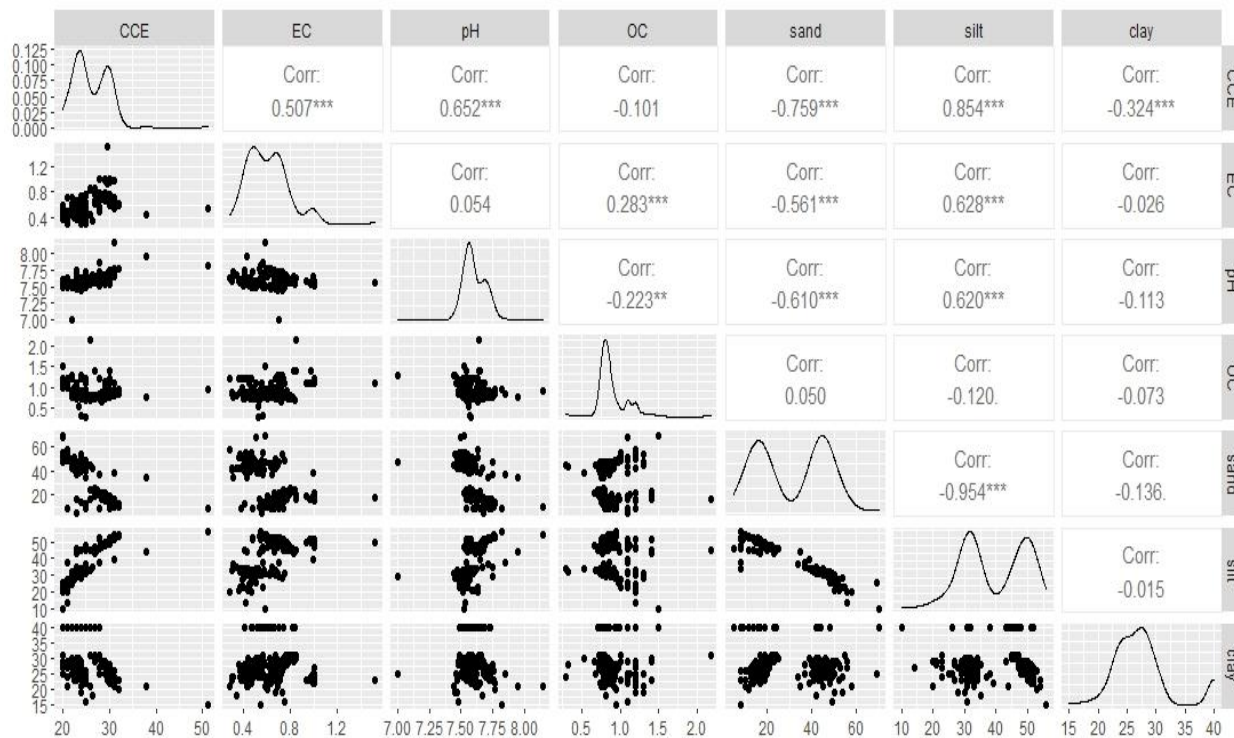 CCE EC pH OC sand silt clay
0.125
0.100
0.075
0.050
0.025
0.000
Corr:
0.507***
Corr:
0.652***
Corr:
-0.101
Corr:
-0.759***
Corr:
0.854***
Corr:
-0.324***
CCE
1.2
0.8
0.4
Corr:
0.054
Corr:
0.283***
Corr:
-0.561***
Corr:
0.628***
Corr:
-0.026
EC
8.00
7.75
7.50
7.25
7.00
Corr:
-0.223**
Corr:
-0.610***
Corr:
0.620***
Corr:
-0.113
pH
2.0
1.5
1.0
0.5
Corr:
0.050
Corr:
-0.120.
Corr:
-0.073
OC
60
40
20
Corr:
-0.954***
Corr:
-0.136.
sand
50
40
30
20
10
Corr:
-0.015
silt
40
35
30
25
20
15
clay
20 30 40 50 0.4 0.8 1.2 7.00 7.25 7.50 7.75 8.00 0.5 1.0 1.5 2.0 20 40 60 10 20 30 40 50 15 20 25 30 35 40